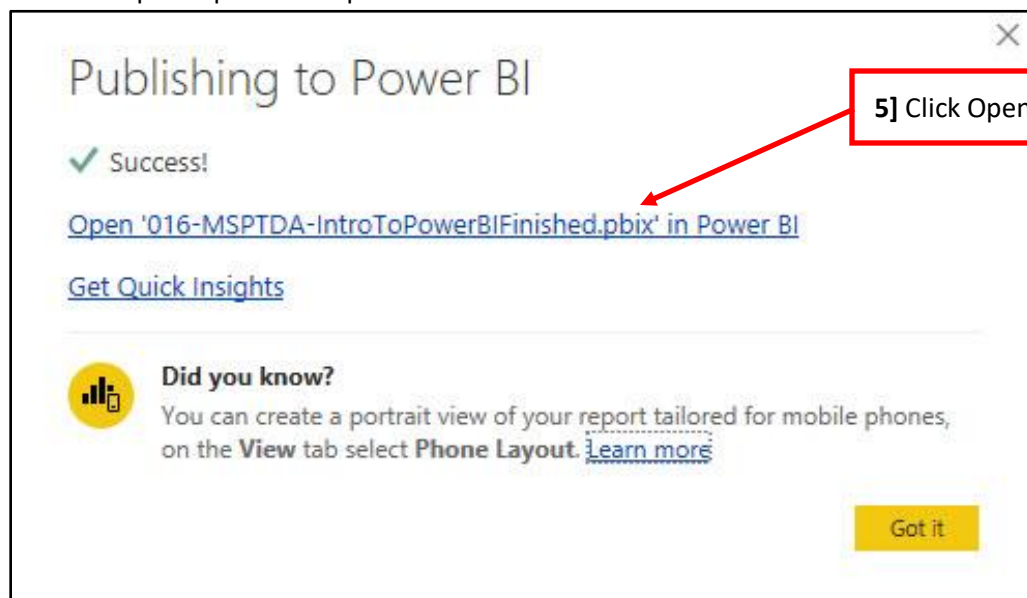 Publishing to Power BI
5] Click Open
Success!
Open '016-MSPTDA-IntroToPowerBIFinished.pbix' in Power BI
Get Quick Insights
Did you know?
You can create a portrait view of your report tailored for mobile phones,
on the View tab select Phone Layout. Learn more
Got it